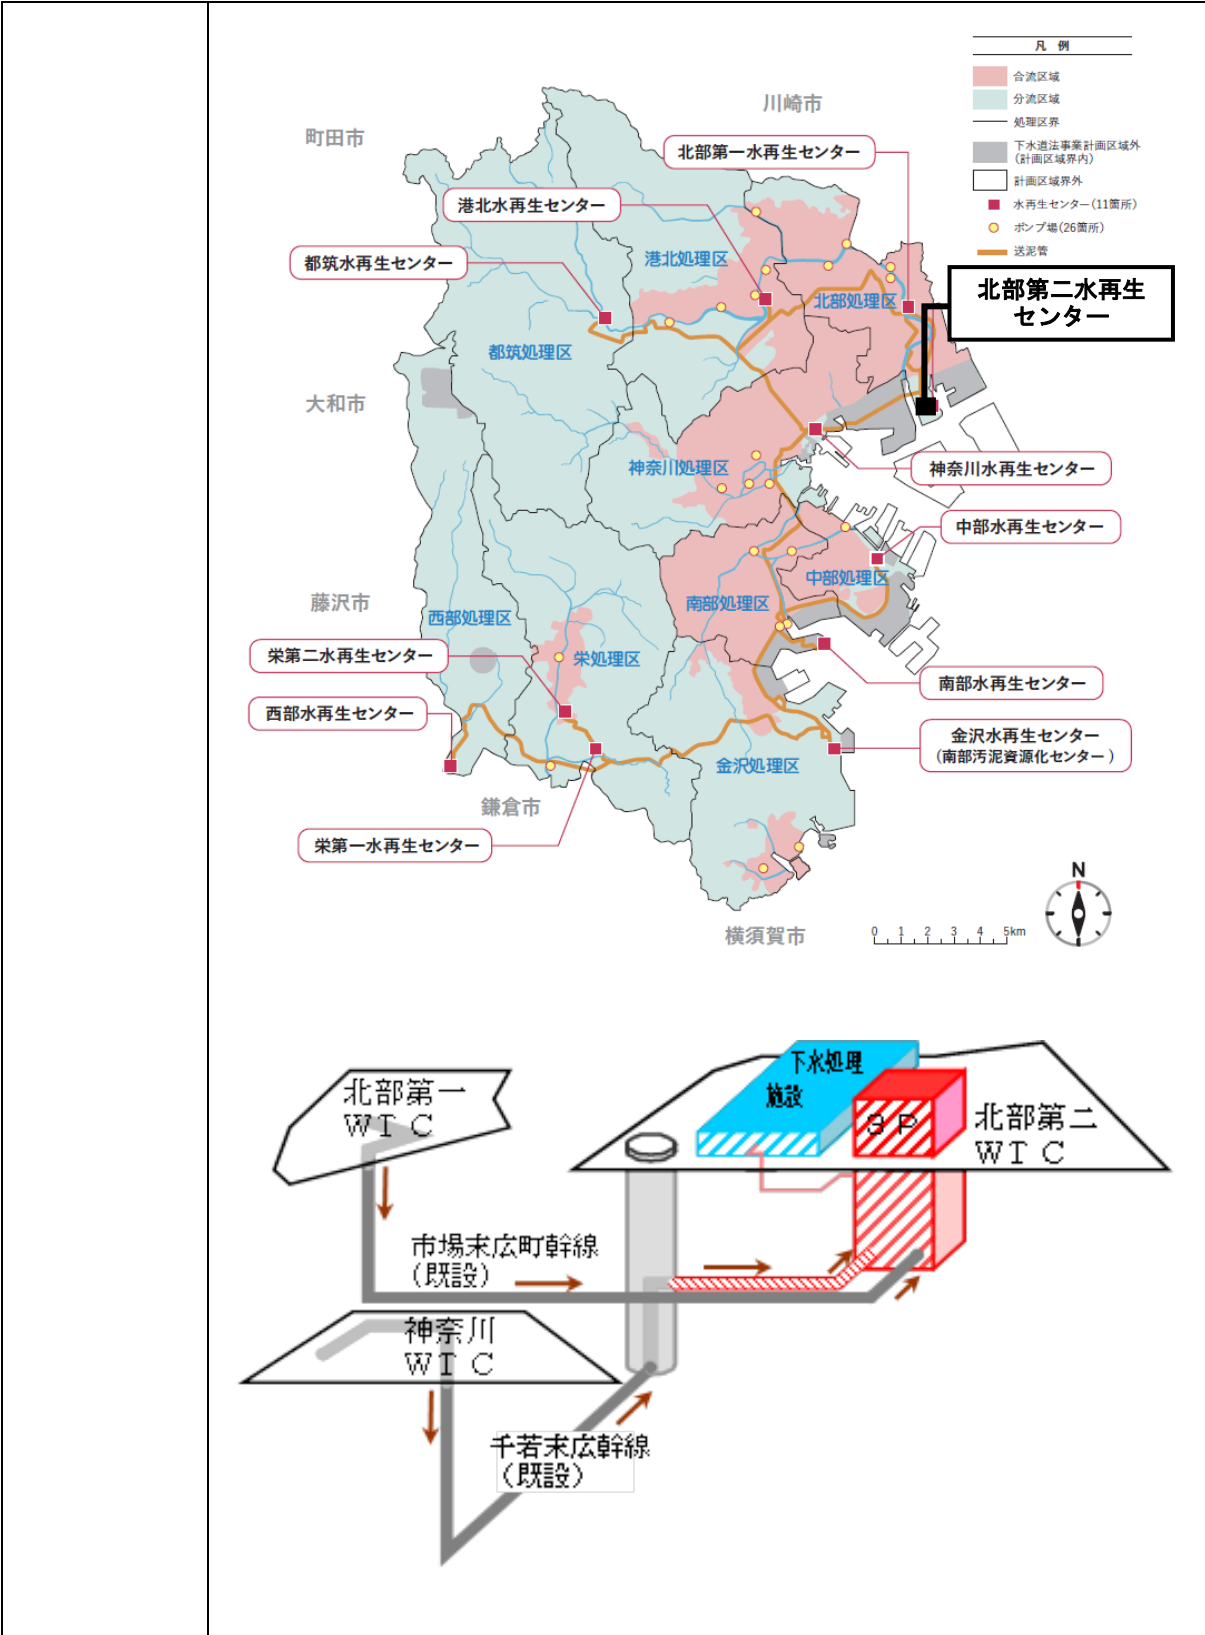 凡 例
合流区域
分流区域
処理区界
下水道法事業計画区域外
(計画区域界内)
計画区域界外
水再生センター(11箇所)
ポンプ場(26箇所)
送泥管
川崎市
町田市
北部第一水再生センター
港北水再生センター
都筑水再生センター
港北処理区
北部処理区
北部第二水再生
センター
都筑処理区
大和市
神奈川処理区
神奈川水再生センター
中部水再生センター
中部処理区
南部処理区
藤沢市
西部処理区
栄第二水再生センター
栄処理区
南部水再生センター
西部水再生センター
金沢水再生センター
(南部汚泥資源化センター)
金沢処理区
鎌倉市
栄第一水再生センター
横須賀市
N
0 1 2 3 4 5km
下水処理
施設
北部第一
WTC
3P
北部第二
WTC
市場末広町幹線
(既設)
神奈川
WTC
千若末広幹線
(既設)